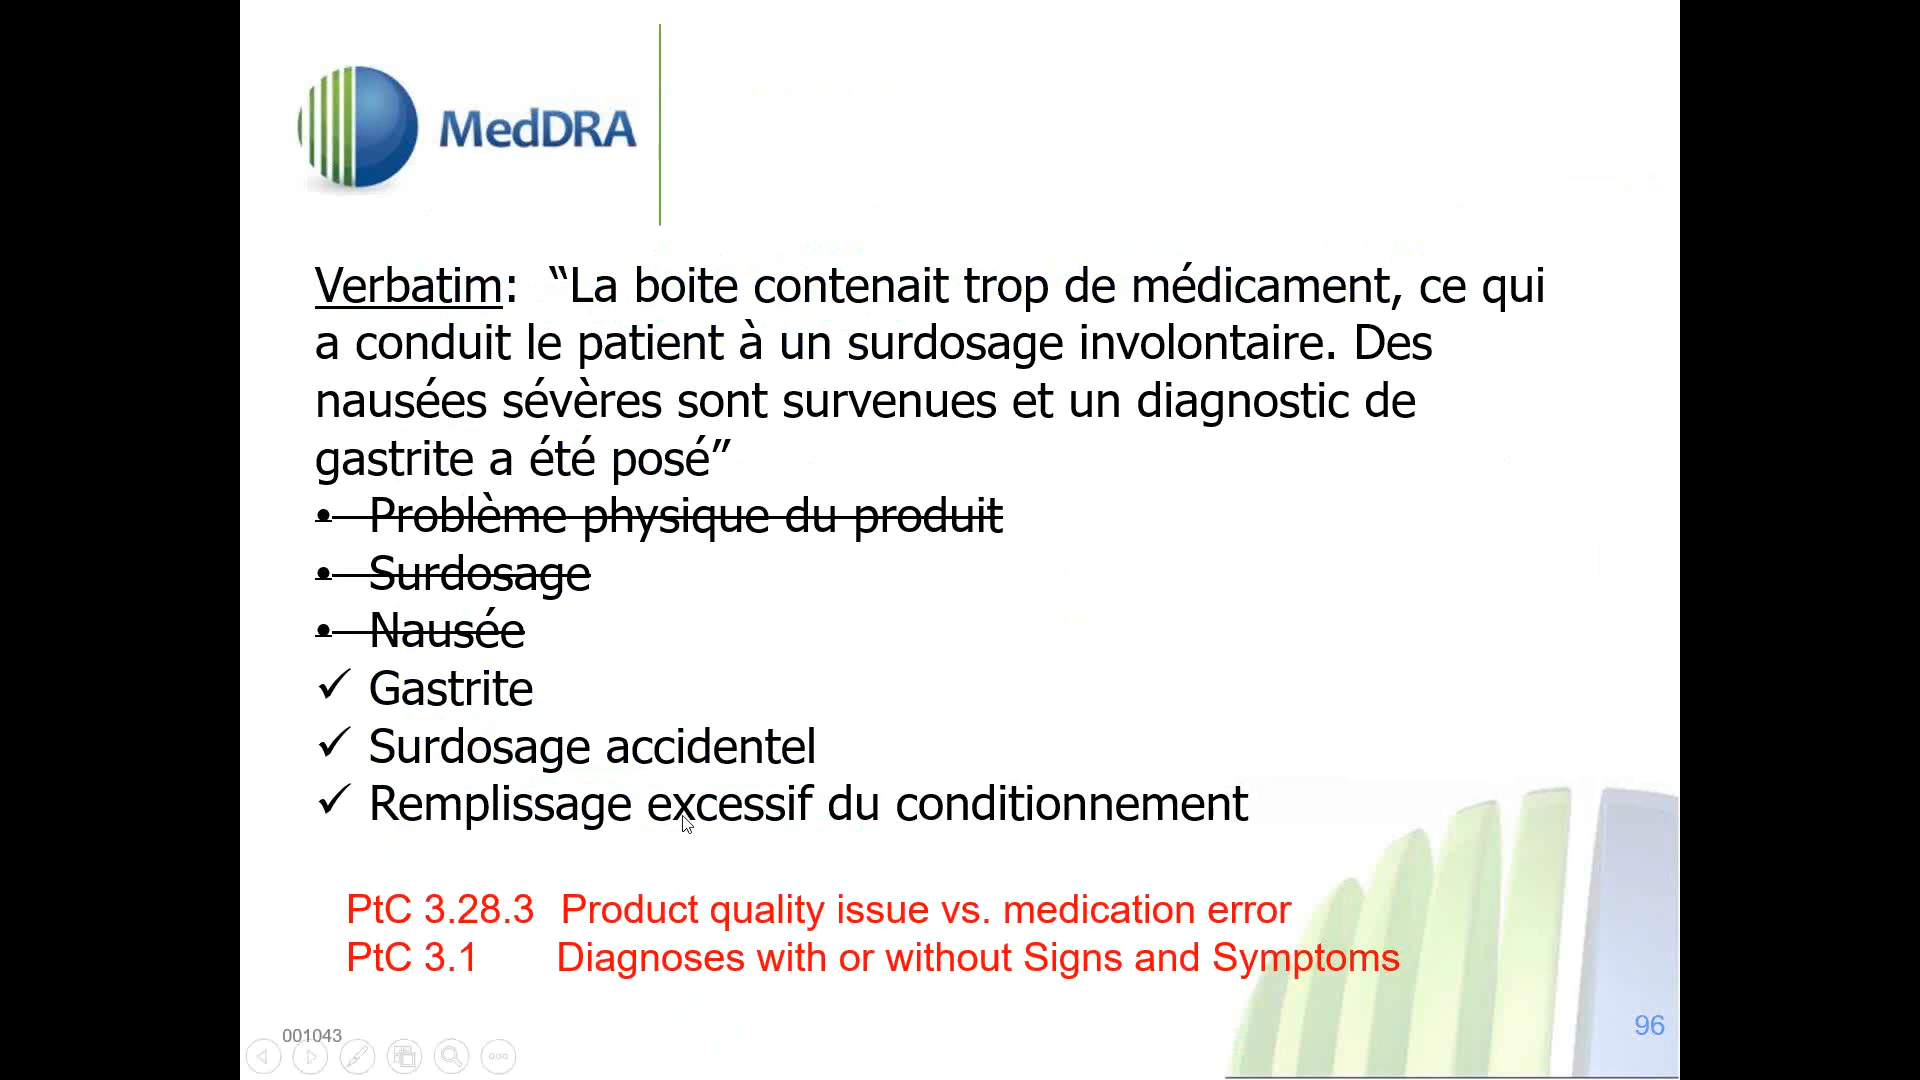 MedDRA
Verbatim: “La boite contenait trop de médicament, ce qui
a conduit le patient à un surdosage involontaire. Des
nausées sévères sont survenues et un diagnostic de
gastrite a été posé”
• Problème physique du produit
• Surdosage
• Nausée
✓ Gastrite
✓ Surdosage accidentel
✓ Remplissage excessif du conditionnement
PtC 3.28.3 Product quality issue vs. medication error
PtC 3.1 Diagnoses with or without Signs and Symptoms
001043
96